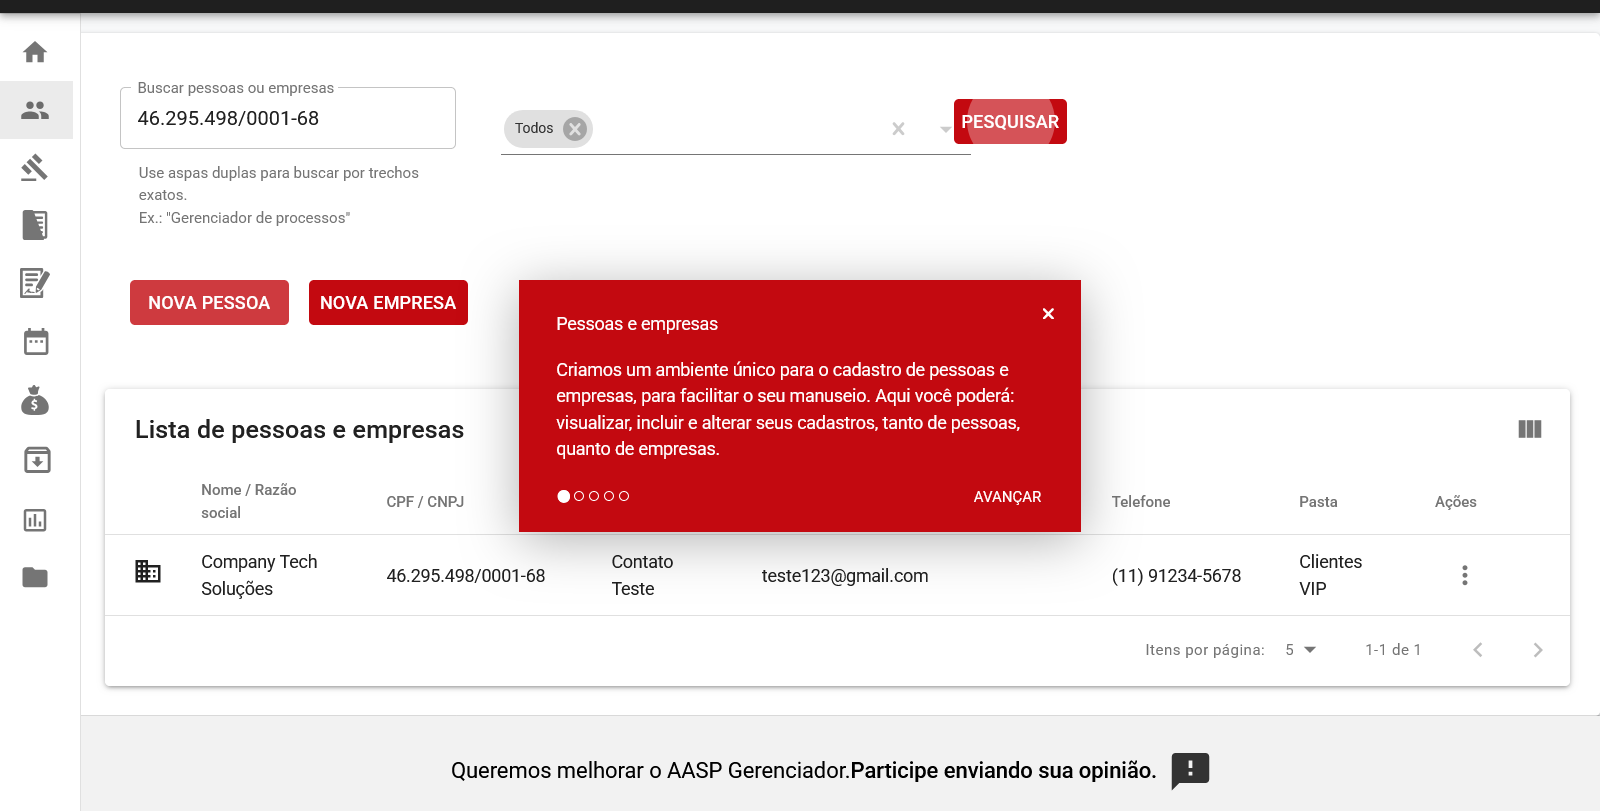 Buscar pessoas ou empresas
46.295.498/0001-68
Todos
PESQUISAR
Use aspas duplas para buscar por trechos
exatos.
Ex.: "Gerenciador de processos"
NOVA PESSOA
NOVA EMPRESA
Pessoas e empresas
Criamos um ambiente único para o cadastro de pessoas e
empresas, para facilitar o seu manuseio. Aqui você poderá:
visualizar, incluir e alterar seus cadastros, tanto de pessoas,
quanto de empresas.
AVANÇAR
Lista de pessoas e empresas
Nome / Razão
social
CPF / CNPJ
Telefone
Pasta
Ações
Company Tech
Soluções
46.295.498/0001-68
Contato
Teste
teste123@gmail.com
(11) 91234-5678
Clientes
VIP
Itens por página:
5
1-1 de 1
Queremos melhorar o AASP Gerenciador.Participe enviando sua opinião.